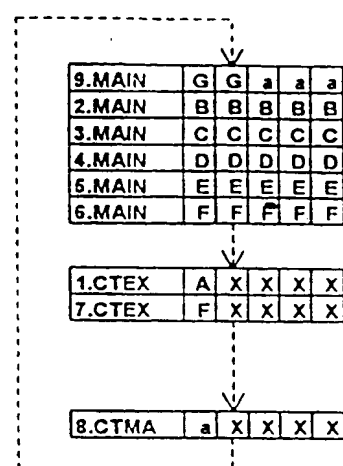 9.MAIN G G a a a
2.MAIN B B B B B
3.MAIN C C C C C
4.MAIN D D D D D
5.MAIN E E E E E
6.MAIN F F F F F
1.CTEX A X X X X
7.CTEX F X X X X
8.CTMA a X X X X